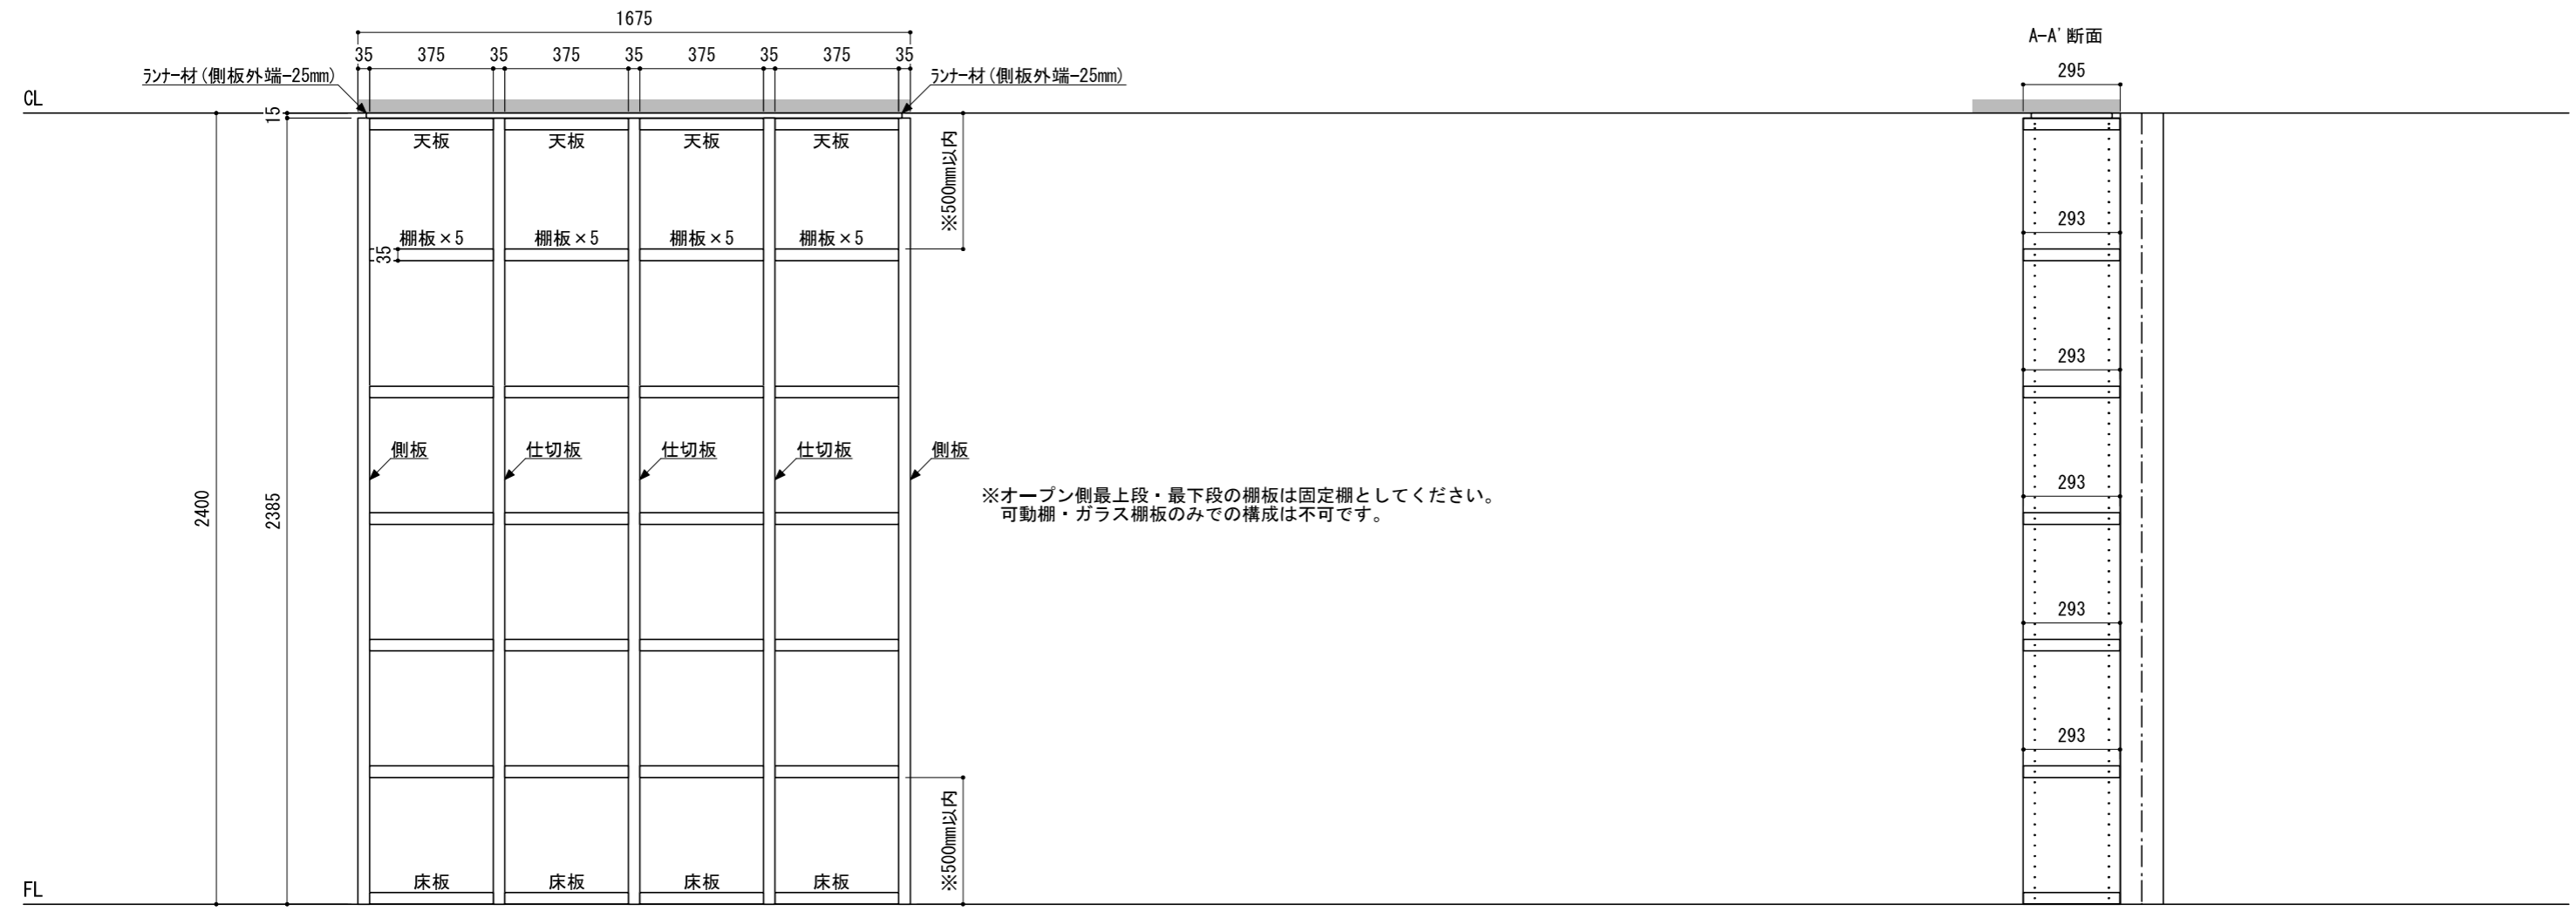 1675
A-A'断面
35 375 35 375 35 375 35 375 35
295
ﾗﾝﾅｰ材(側板外端-25mm)
ﾗﾝﾅｰ材(側板外端-25mm)
CL
15
天板 天板 天板 天板
※500mm以内
293
棚板×5 棚板×5 棚板×5 棚板×5
35
293
側板 仕切板 仕切板 仕切板 側板
293
2400
2385
※オープン側最上段・最下段の棚板は固定棚としてください。
可動棚・ガラス棚板のみでの構成は不可です。
293
293
※500mm以内
床板 床板 床板 床板
FL